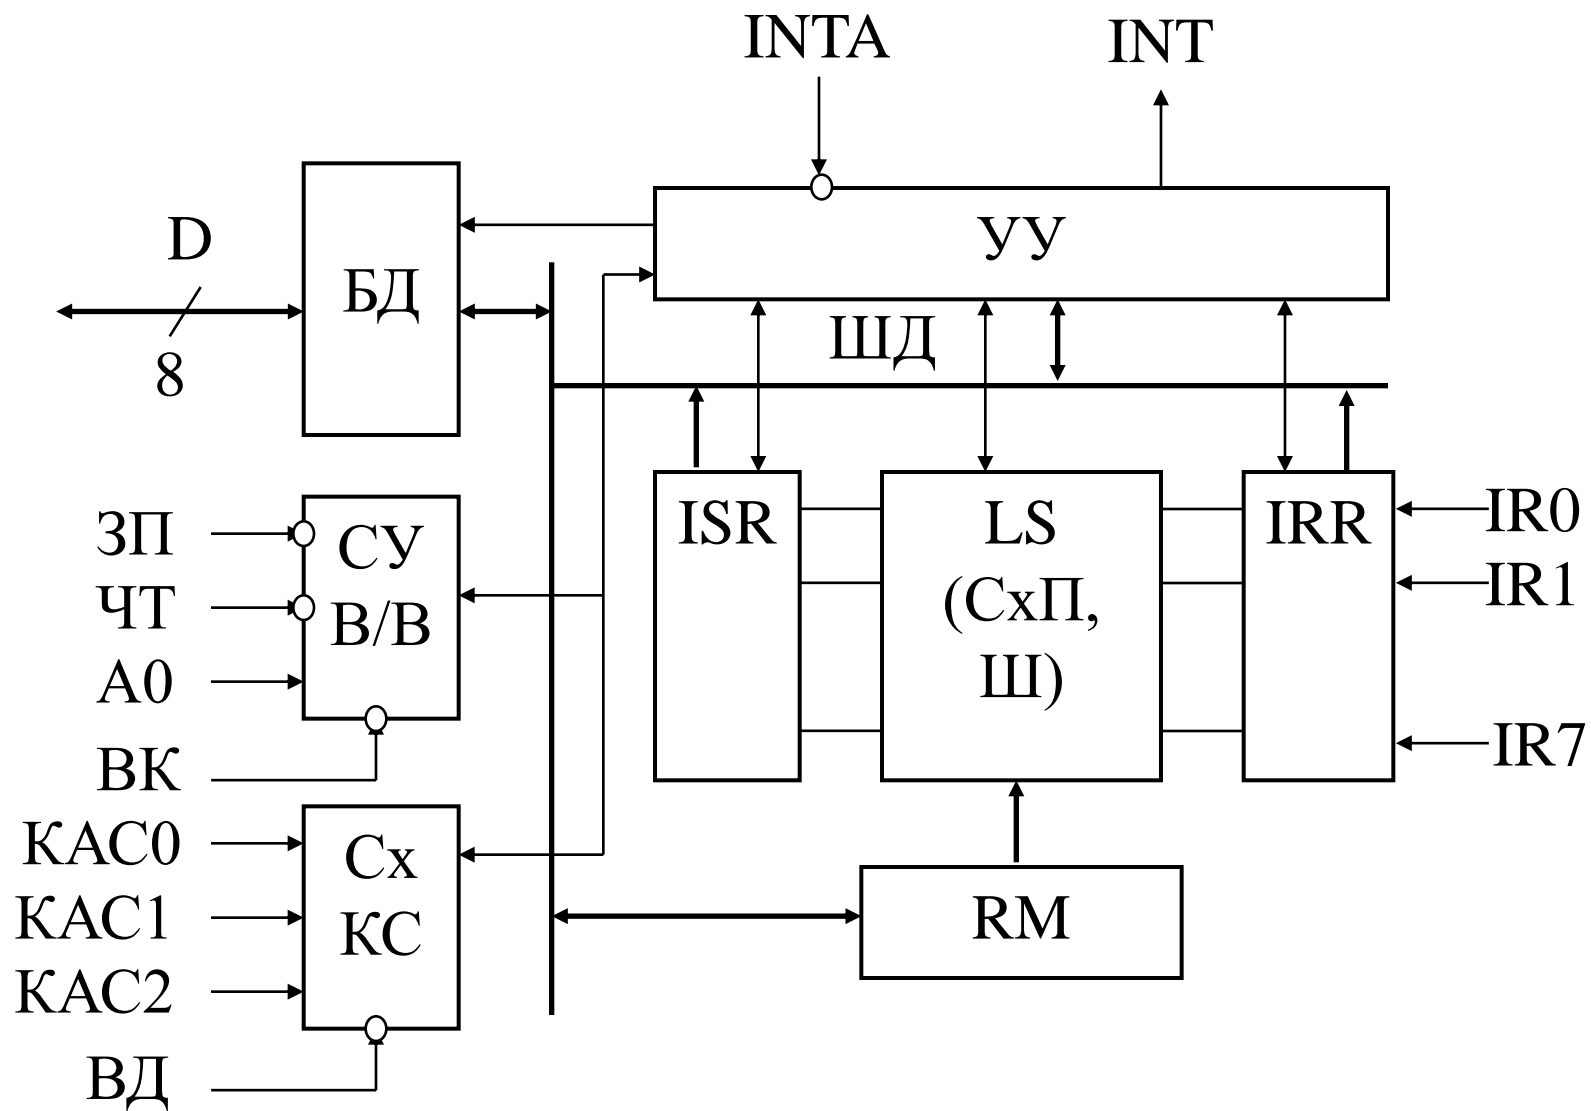 INTA
INT
D
8
БД
УУ
ШД
ЗП
ЧТ
А0
ВК
СУ
В/В
ISR
LS
(СхП,
Ш)
IRR
IR0
IR1
IR7
КАС0
КАС1
КАС2
ВД
Сх
КС
RM